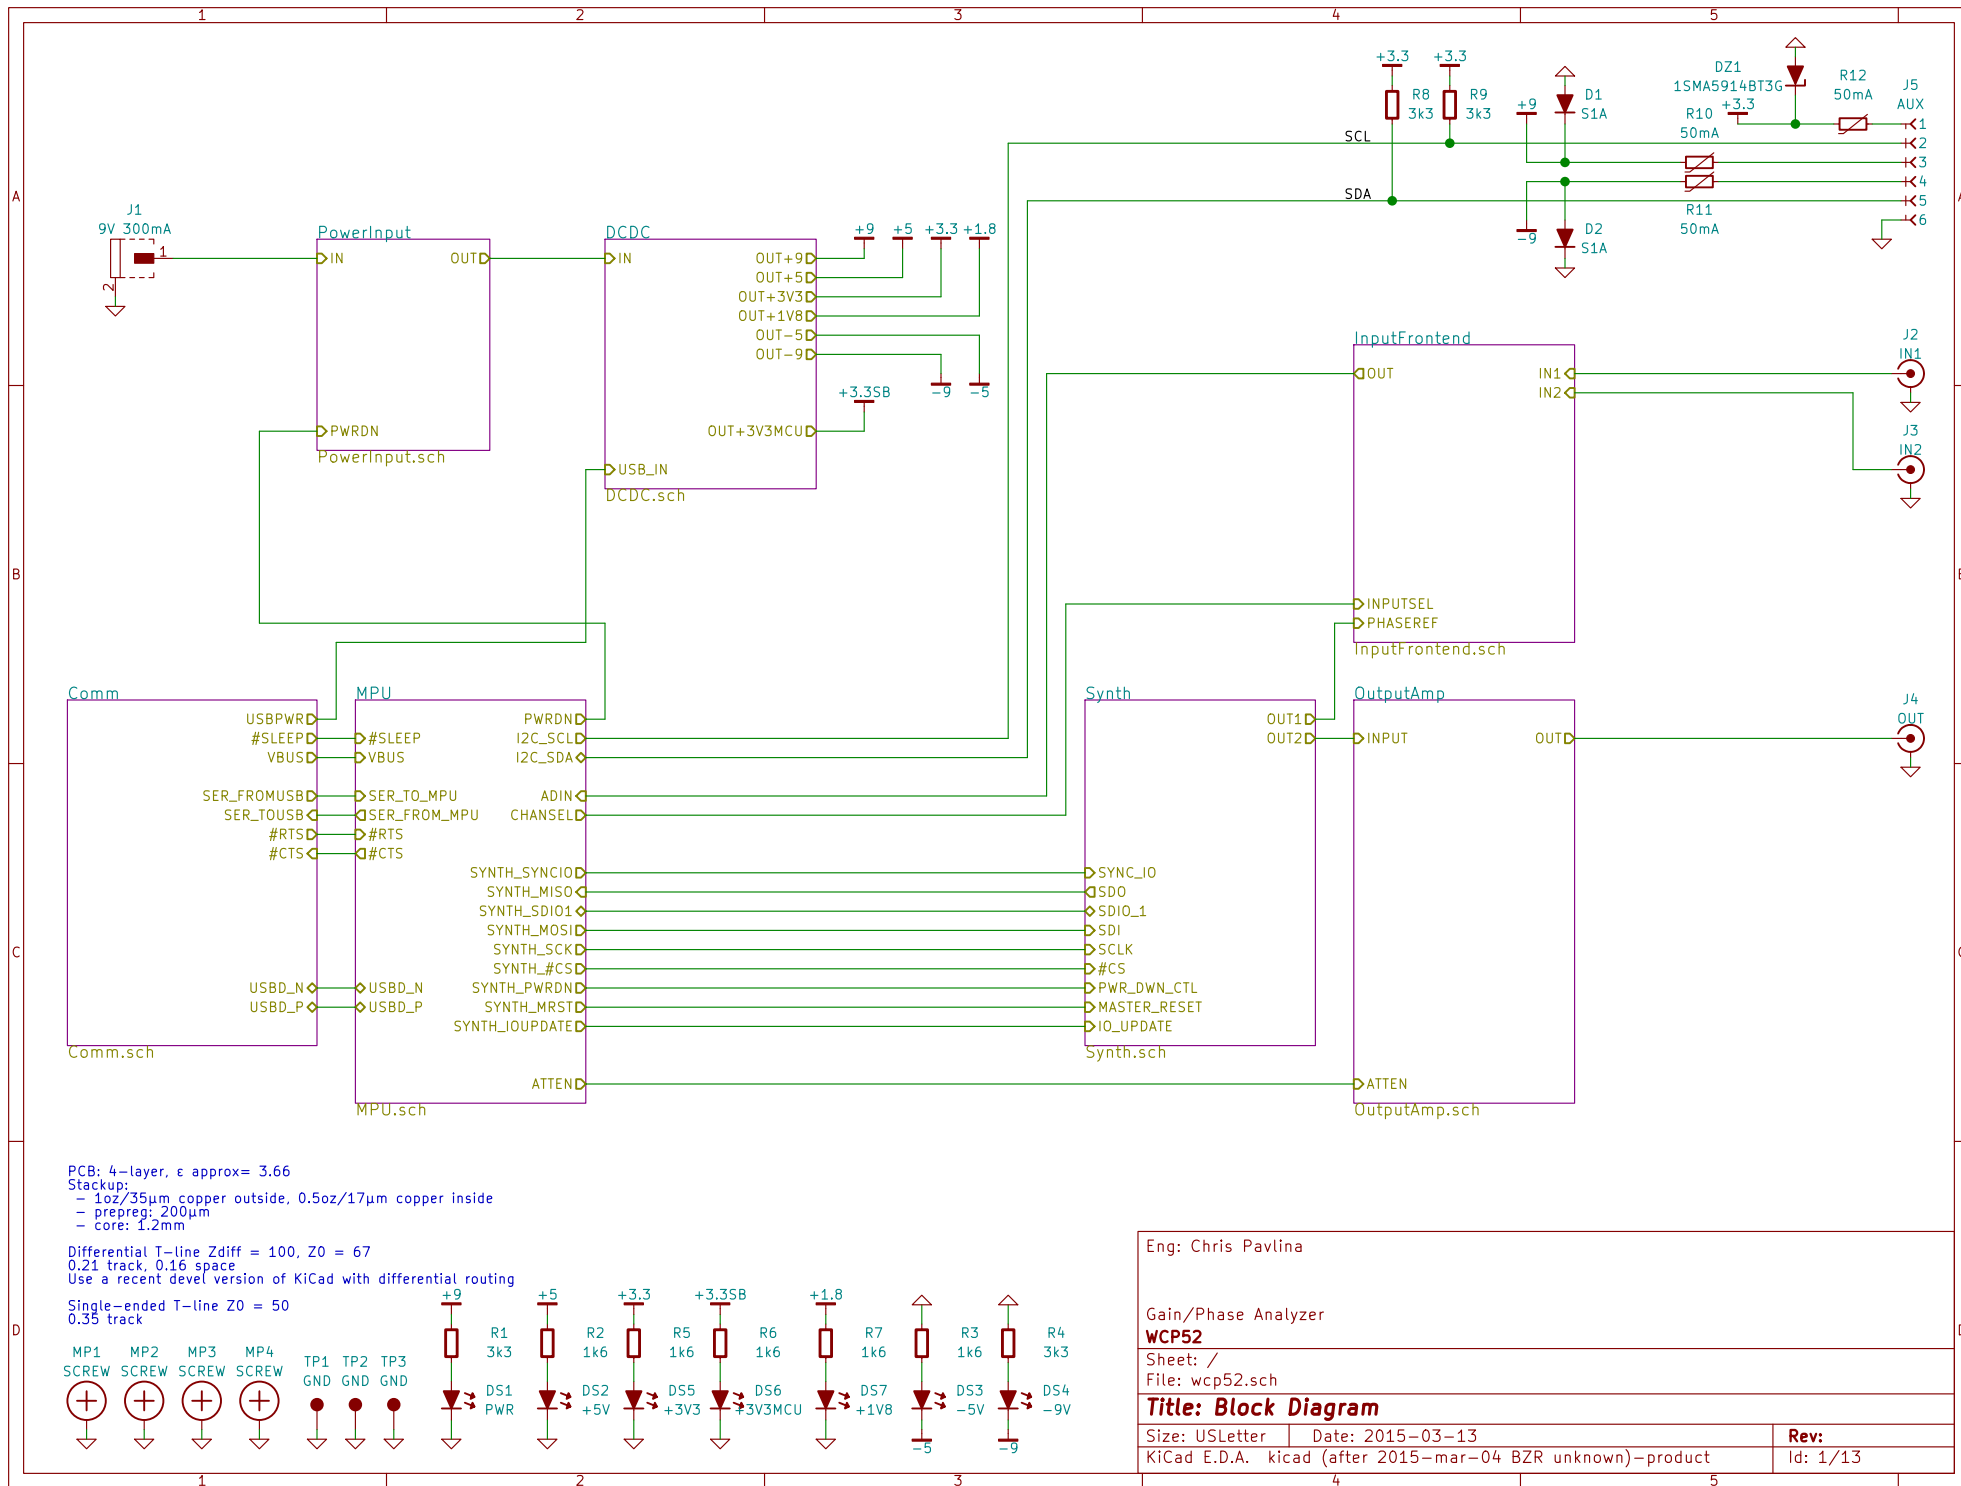 1 2 3 4 5
+3.3 +3.3
DZ1
1SMA5914BT3G
R12
50mA
J5
AUX
R8
3k3
R9
3k3
+9
D1
S1A
R10
50mA
+3.3
1
2
3
4
5
6
SCL
SDA
R11
50mA
-9
D2
S1A
A
J1
9V 300mA
1
2
PowerInput
IN
OUT
PWRDN
PowerInput.sch
DCDC
IN
OUT+9
OUT+5
OUT+3V3
OUT+1V8
OUT-5
OUT-9
OUT+3V3MCU
USB_IN
DCDC.sch
+9 +5 +3.3 +1.8
-9 -5
+3.3SB
InputFrontend
OUT
IN1
IN2
INPUTSEL
PHASEREF
InputFrontend.sch
J2
IN1
J3
IN2
B
Comm
USBPWR
#SLEEP
VBUS
SER_FROMUSB
SER_TOUSB
#RTS
#CTS
USBD_N
USBD_P
Comm.sch
MPU
#SLEEP
VBUS
SER_TO_MPU
SER_FROM_MPU
#RTS
#CTS
USBD_N
USBD_P
PWRDN
I2C_SCL
I2C_SDA
ADIN
CHANSEL
SYNTH_SYNCIO
SYNTH_MISO
SYNTH_SDIO1
SYNTH_MOSI
SYNTH_SCK
SYNTH_#CS
SYNTH_PWRDN
SYNTH_MRST
SYNTH_IOUPDATE
ATTEN
MPU.sch
Synth
OUT1
OUT2
SYNC_IO
SDO
SDIO_1
SDI
SCLK
#CS
PWR_DWN_CTL
MASTER_RESET
IO_UPDATE
Synth.sch
OutputAmp
INPUT
OUT
ATTEN
OutputAmp.sch
J4
OUT
C
PCB: 4-layer, ε approx= 3.66
Stackup:
- 1oz/35µm copper outside, 0.5oz/17µm copper inside
- prepreg: 200µm
- core: 1.2mm
Differential T-line Zdiff = 100, Z0 = 67
0.21 track, 0.16 space
Use a recent devel version of KiCad with differential routing
Single-ended T-line Z0 = 50
0.35 track
D
MP1
SCREW
MP2
SCREW
MP3
SCREW
MP4
SCREW
TP1
GND
TP2
GND
TP3
GND
+9
R1
3k3
DS1
PWR
+5
R2
1k6
DS2
+5V
+3.3
R5
1k6
DS5
+3V3
+3.3SB
R6
1k6
DS6
+3V3MCU
+1.8
R7
1k6
DS7
+1V8
R3
1k6
DS3
-5V
-5
R4
3k3
DS4
-9V
-9
Eng: Chris Pavlina
Gain/Phase Analyzer
WCP52
Sheet: /
File: wcp52.sch
Title: Block Diagram
Size: USLetter Date: 2015-03-13 Rev:
KiCad E.D.A. kicad (after 2015-mar-04 BZR unknown)-product Id: 1/13
1 2 3 4 5